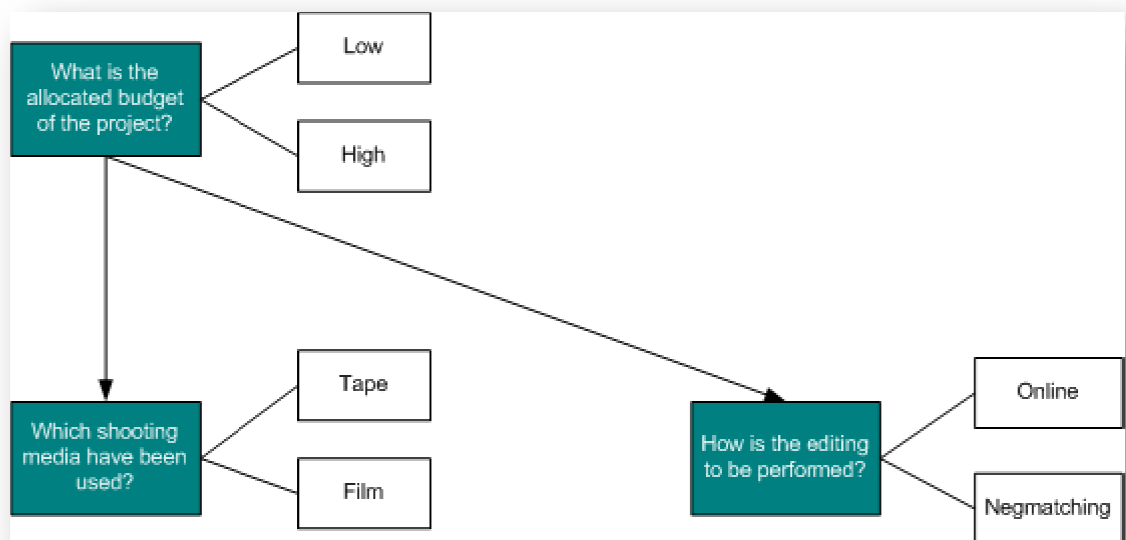 What is the
allocated budget
of the project?
Low
High
Which shooting
media have been
used?
Tape
Film
How is the editing
to be performed?
Online
Negmatching